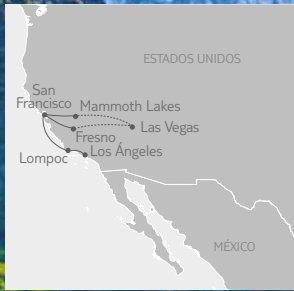 ESTADOS UNIDOS
San
Francisco
Mammoth Lakes
Las Vegas
Fresno
Los Ángeles
Lompoc
MÉXICO